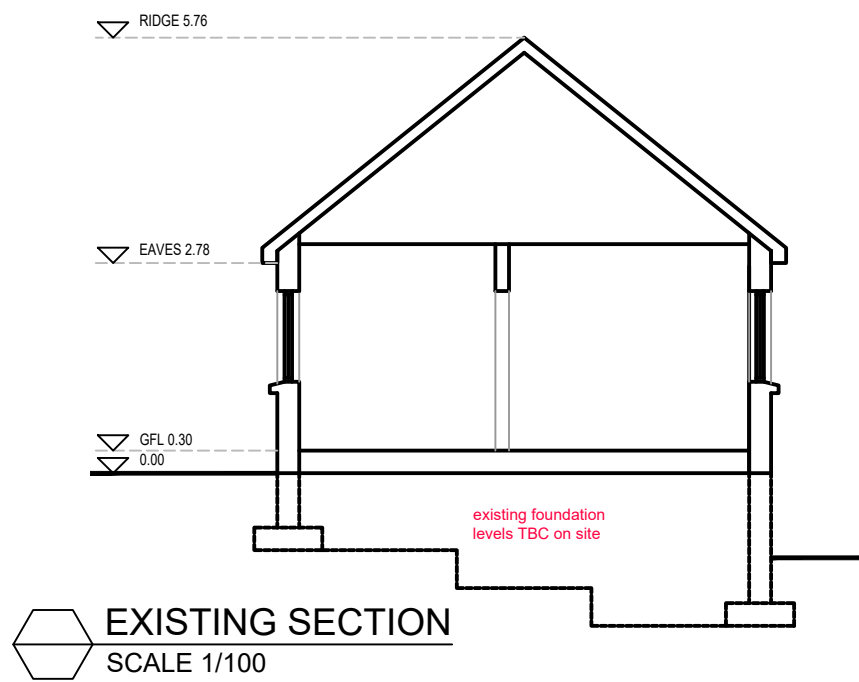 RIDGE 5.76
EAVES 2.78
GFL 0.30
0.00
existing foundation
levels TBC on site
EXISTING SECTION
SCALE 1/100